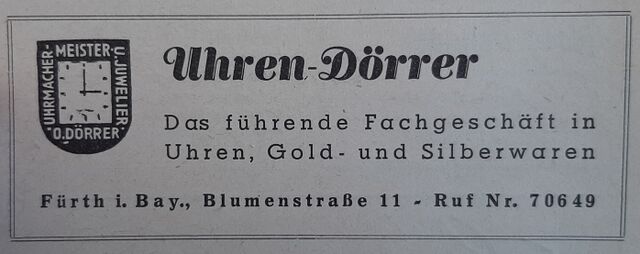 UHRMACHER-
MEISTER
U. JUWELIER
O. DÖRRER
Uhren-Dörrer
Das führende Fachgeschäft in
Uhren, Gold- und Silberwaren
Fürth i. Bay., Blumenstraße 11 - Ruf Nr. 70649